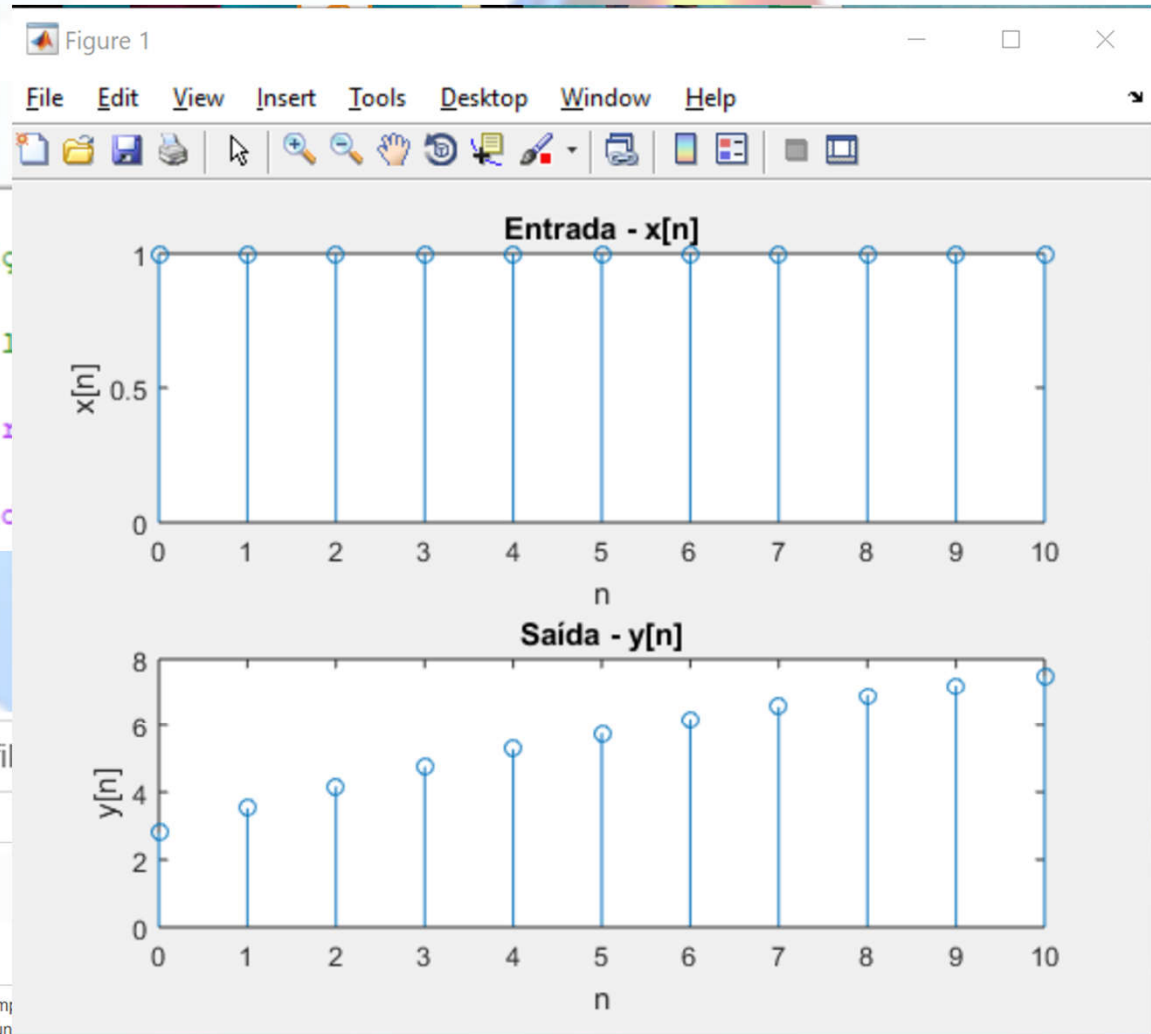 Figure 1
File Edit View Insert Tools Desktop Window Help
Entrada - x[n]
1
0.5
0
x[n]
0 1 2 3 4 5 6 7 8 9 10
n
Saída - y[n]
8
6
4
2
0
y[n]
0 1 2 3 4 5 6 7 8 9 10
n